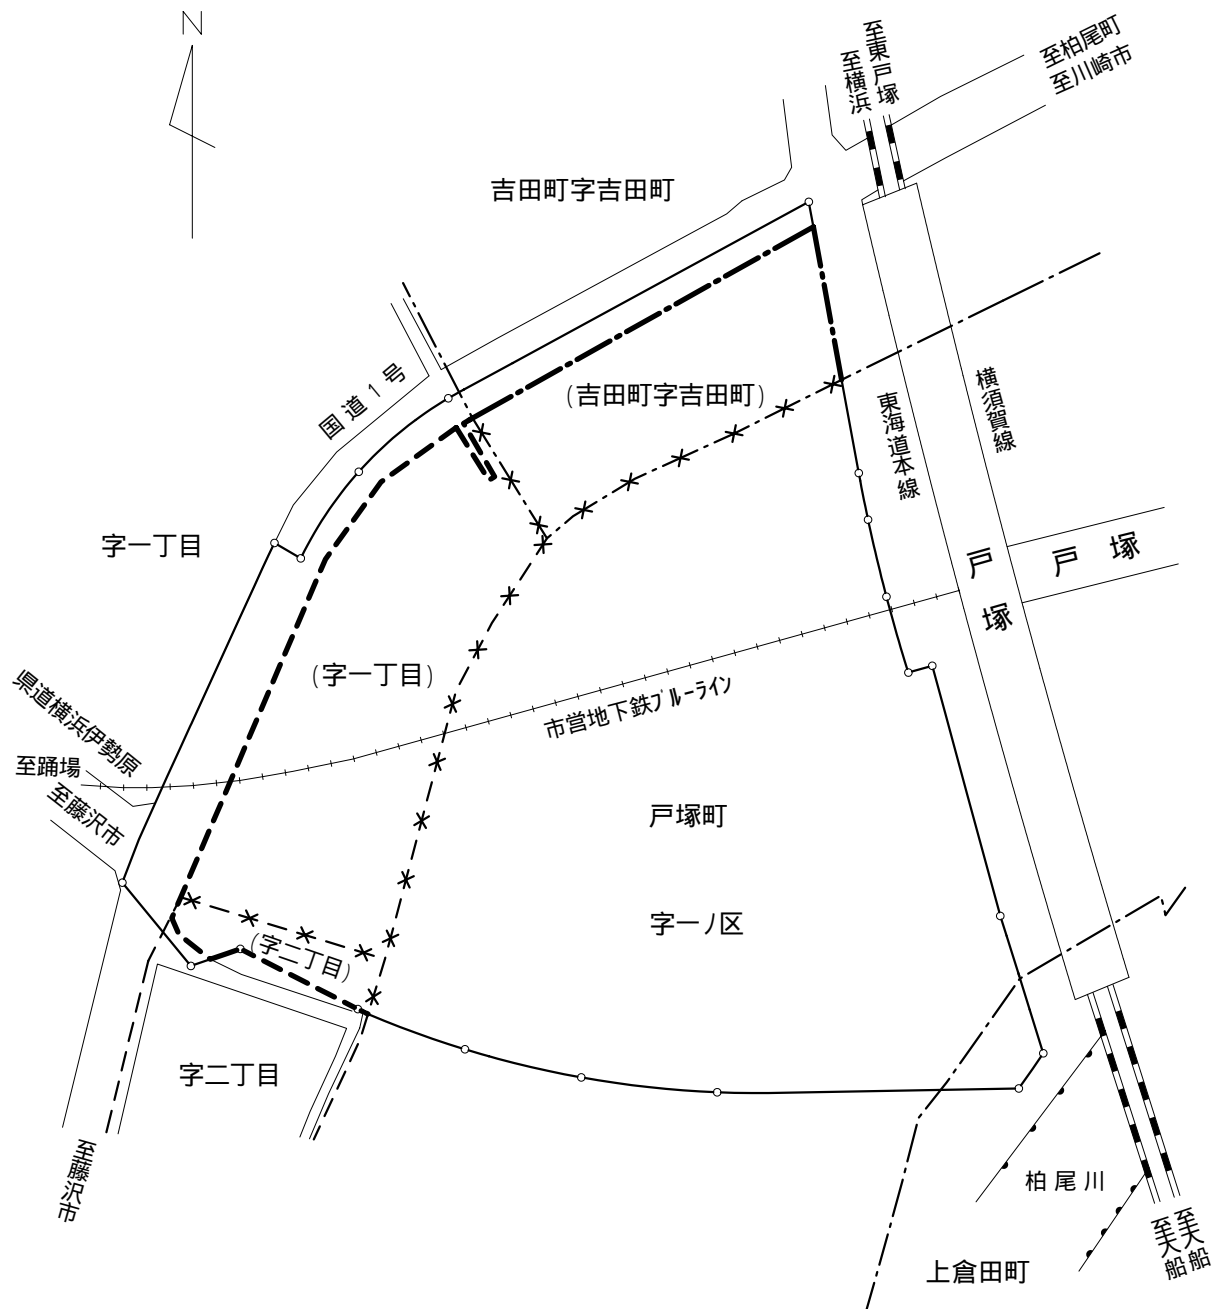 N
至東戸塚
至横浜
至柏尾町
至川崎市
吉田町字吉田町
国道1号
(吉田町字吉田町)
横須賀線
東海道本線
字一丁目
戸塚
戸塚
(字一丁目)
市営地下鉄ブルーライン
県道横浜伊勢原
至踊場
至藤沢市
戸塚町
字一ノ区
(字二丁目)
字二丁目
至藤沢市
柏尾川
上倉田町
至大船
至大船